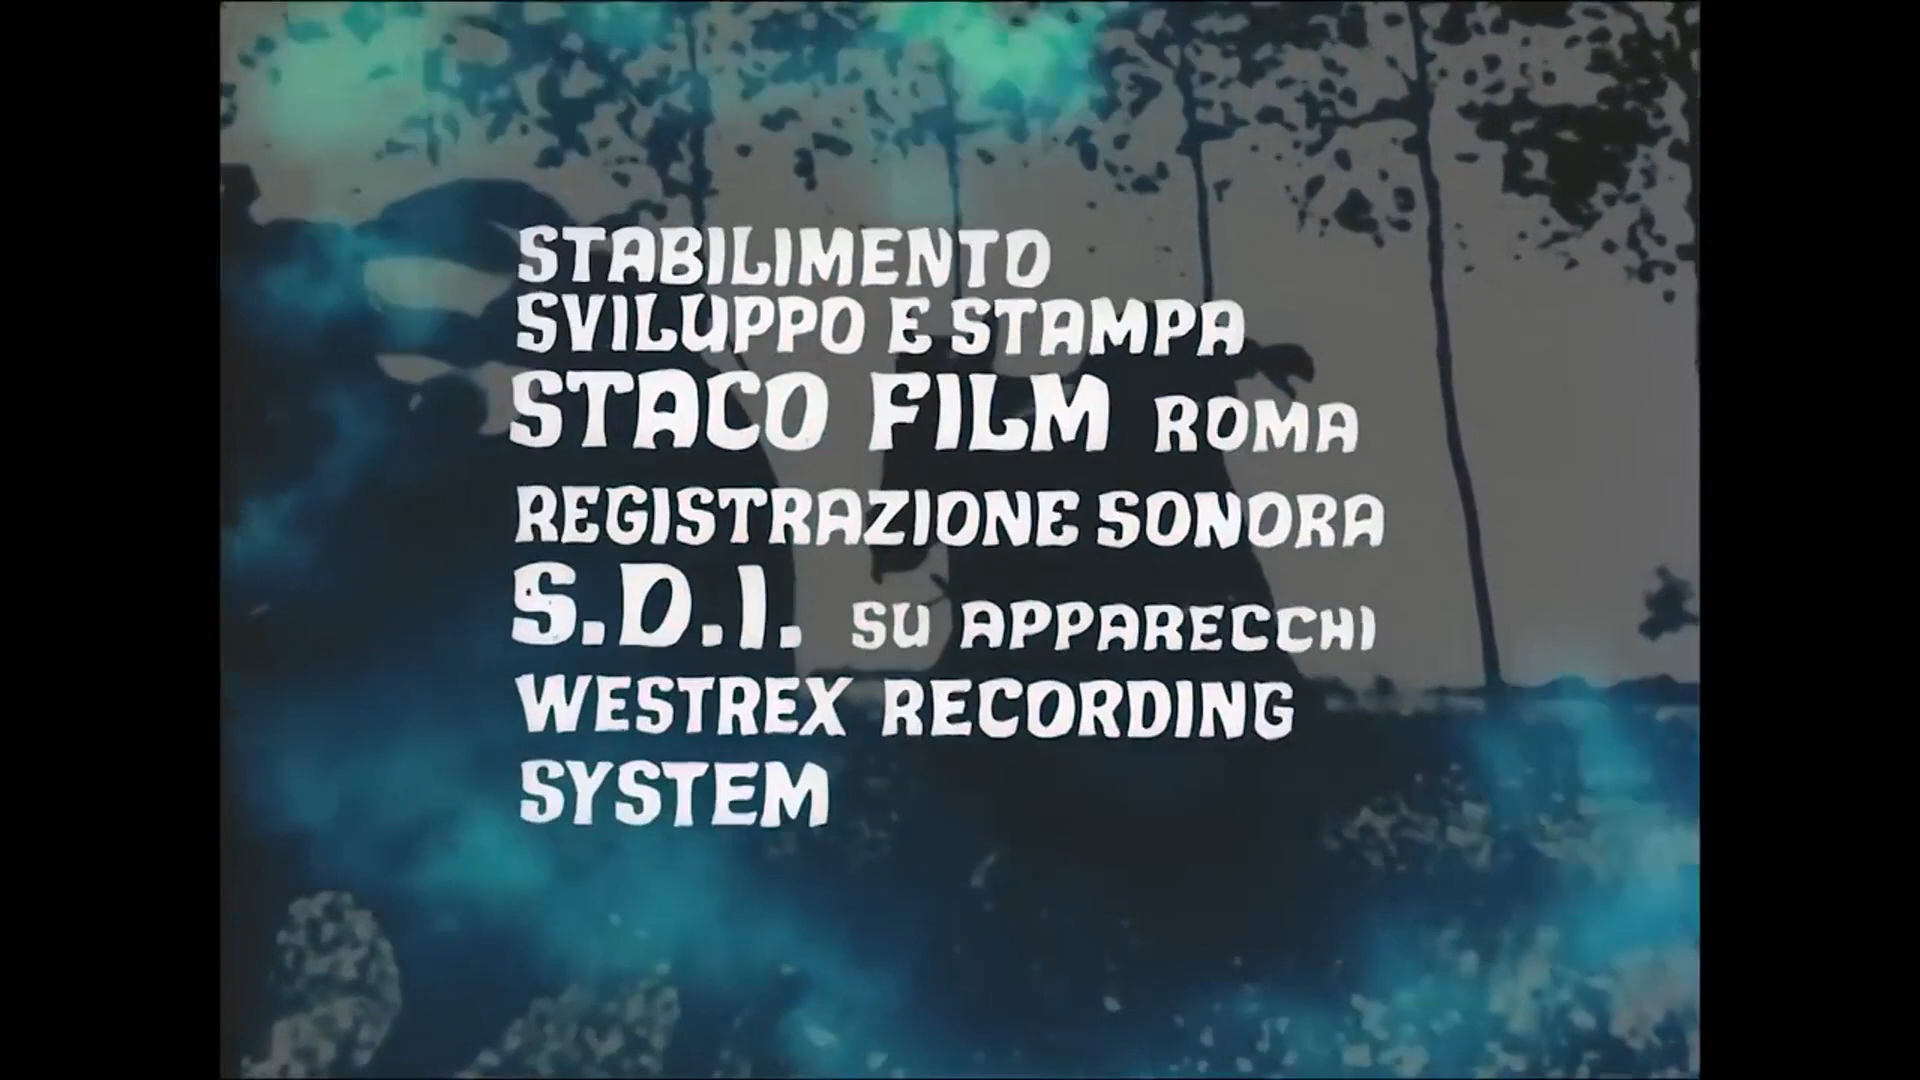 STABILIMENTO
SVILUPPO E STAMPA
STACO FILM ROMA
REGISTRAZIONE SONORA
S.D.I. SU APPARECCHI
WESTREX RECORDING
SYSTEM